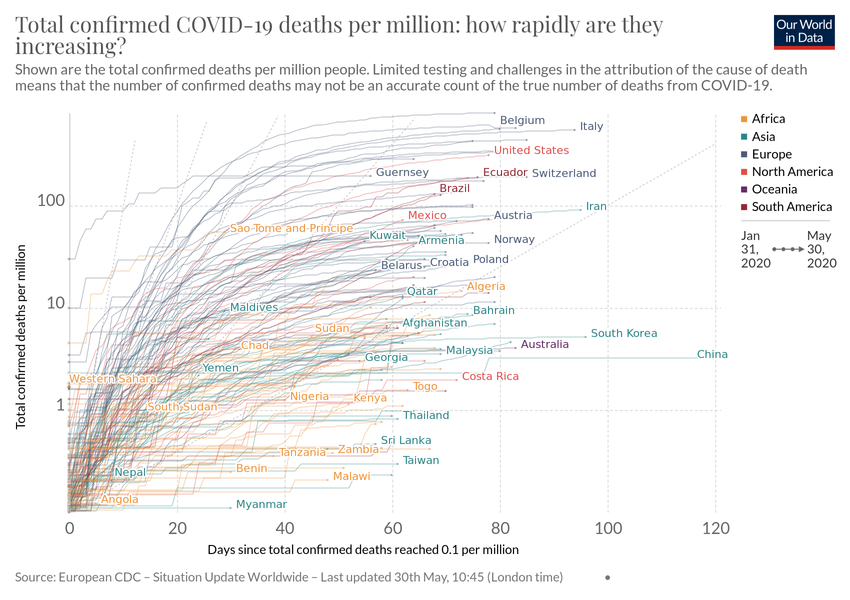 Total confirmed COVID-19 deaths per million: how rapidly are they
increasing?
Our World
in Data
Shown are the total confirmed deaths per million people. Limited testing and challenges in the attribution of the cause of death
means that the number of confirmed deaths may not be an accurate count of the true number of deaths from COVID-19.
Total confirmed deaths per million
100
10
1
Belgium
Italy
United States
Guernsey
Ecuador
Switzerland
Brazil
Iran
Mexico
Austria
Sao Tome and Principe
Kuwait
Armenia
Norway
Belarus
Croatia
Poland
Qatar
Algeria
Maldives
Bahrain
Sudan
Afghanistan
South Korea
Chad
Australia
Georgia
Malaysia
China
Yemen
Western Sahara
Costa Rica
Togo
Nigeria
Kenya
South Sudan
Thailand
Sri Lanka
Tanzania
Zambia
Taiwan
Nepal
Benin
Malawi
Angola
Myanmar
0
20
40
60
80
100
120
Days since total confirmed deaths reached 0.1 per million
Africa
Asia
Europe
North America
Oceania
South America
Jan
31,
2020
May
30,
2020
Source: European CDC – Situation Update Worldwide – Last updated 30th May, 10:45 (London time)